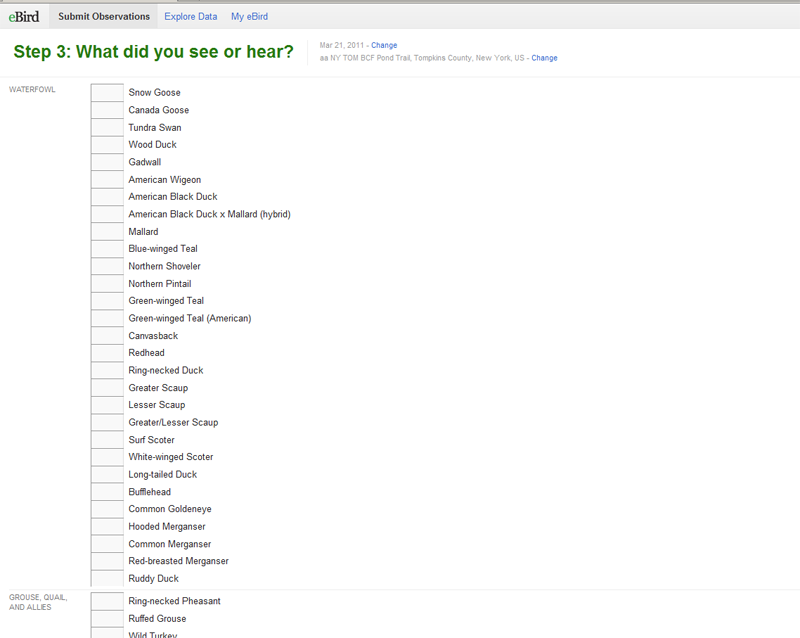 eBird Submit Observations Explore Data My eBird
Step 3: What did you see or hear?
Mar 21, 2011 - Change
aa NY TOM BCF Pond Trail, Tompkins County, New York, US - Change
WATERFOWL
Snow Goose
Canada Goose
Tundra Swan
Wood Duck
Gadwall
American Wigeon
American Black Duck
American Black Duck x Mallard (hybrid)
Mallard
Blue-winged Teal
Northern Shoveler
Northern Pintail
Green-winged Teal
Green-winged Teal (American)
Canvasback
Redhead
Ring-necked Duck
Greater Scaup
Lesser Scaup
Greater/Lesser Scaup
Surf Scoter
White-winged Scoter
Long-tailed Duck
Bufflehead
Common Goldeneye
Hooded Merganser
Common Merganser
Red-breasted Merganser
Ruddy Duck
GROUSE, QUAIL,
AND ALLIES
Ring-necked Pheasant
Ruffed Grouse
Wild Turkey